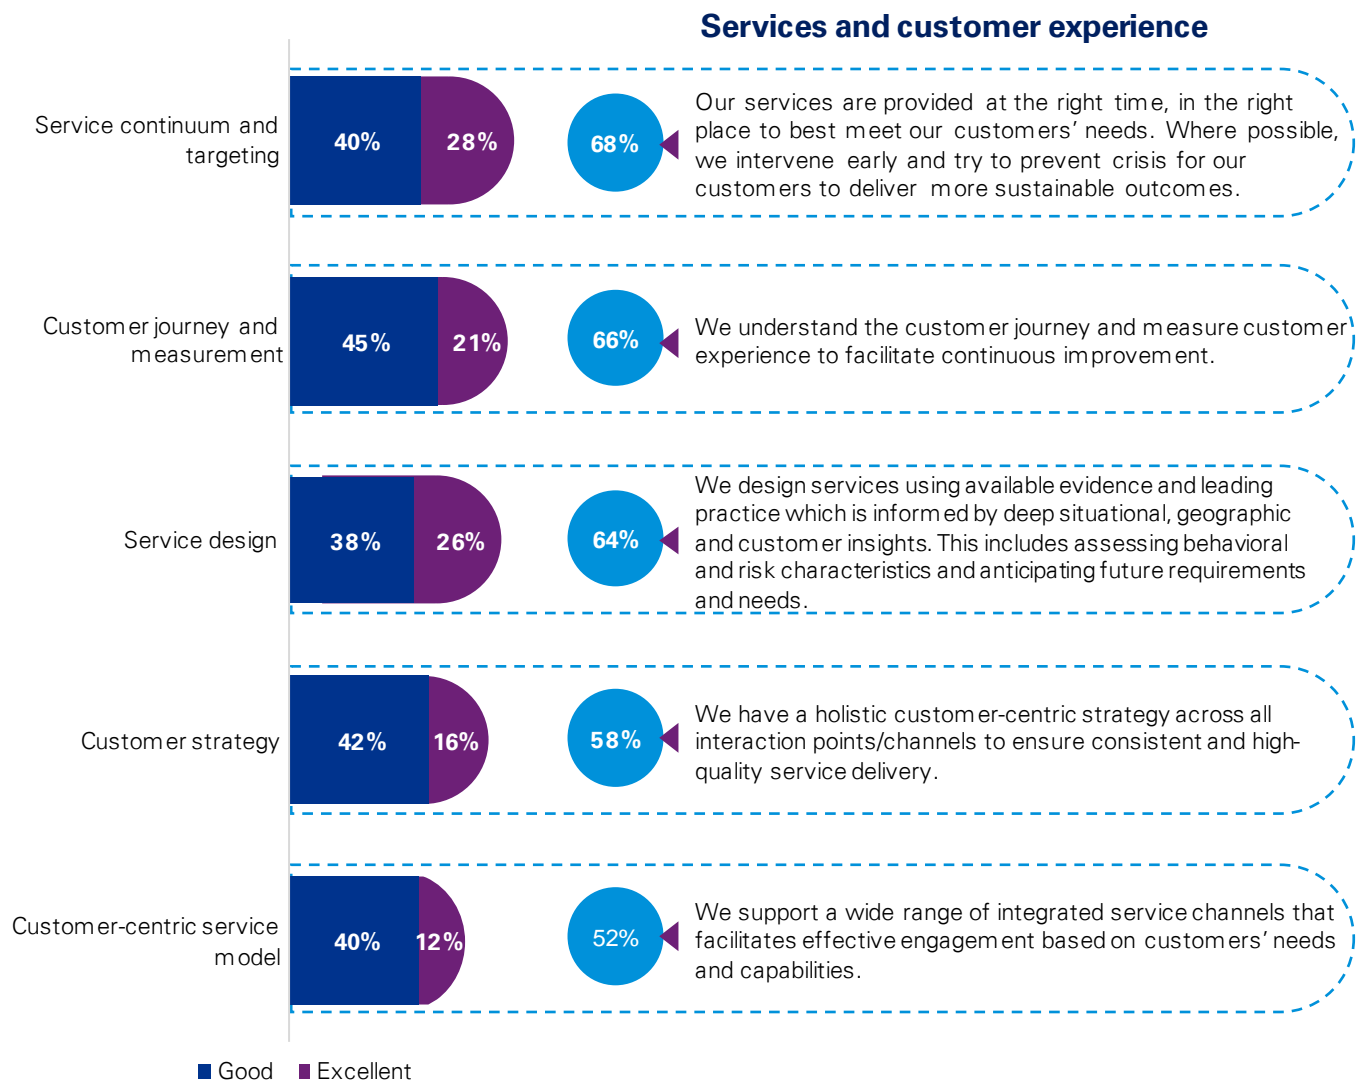 Services and customer experience
Service continuum and
targeting
40%
28%
68%
Our services are provided at the right time, in the right
place to best meet our customers’ needs. Where possible,
we intervene early and try to prevent crisis for our
customers to deliver more sustainable outcomes.
Customer journey and
measurement
45%
21%
66%
We understand the customer journey and measure customer
experience to facilitate continuous improvement.
Service design
38%
26%
64%
We design services using available evidence and leading
practice which is informed by deep situational, geographic
and customer insights. This includes assessing behavioral
and risk characteristics and anticipating future requirements
and needs.
Customer strategy
42%
16%
58%
We have a holistic customer-centric strategy across all
interaction points/channels to ensure consistent and high-
quality service delivery.
Customer-centric service
model
40%
12%
52%
We support a wide range of integrated service channels that
facilitates effective engagement based on customers’ needs
and capabilities.
Good
Excellent